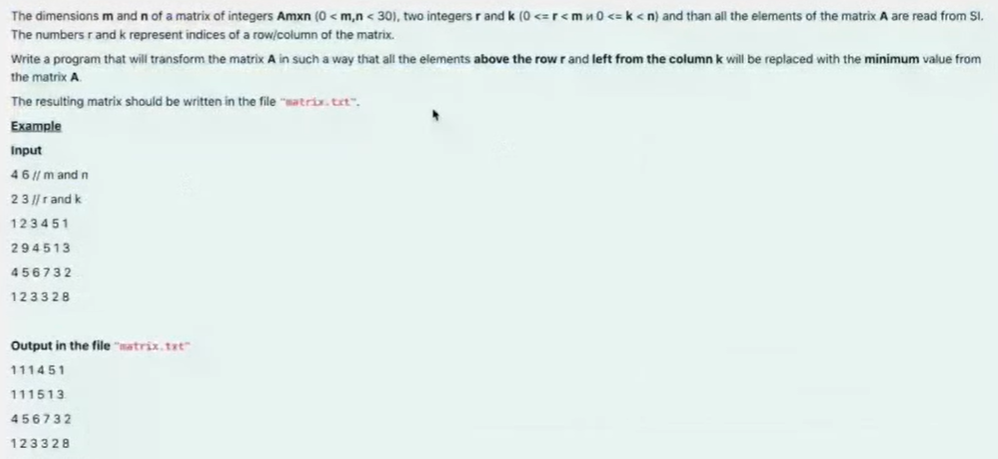 The dimensions m and n of a matrix of integers Amxn (0 < m,n < 30), two integers r and k (0 <= r < m и 0 <= k < n) and than all the elements of the matrix A are read from SI.
The numbers r and k represent indices of a row/column of the matrix.
Write a program that will transform the matrix A in such a way that all the elements above the row r and left from the column k will be replaced with the minimum value from
the matrix A.
The resulting matrix should be written in the file "matrix.txt".
Example
Input
4 6 // m and n
2 3 // r and k
1 2 3 4 5 1
2 9 4 5 1 3
4 5 6 7 3 2
1 2 3 3 2 8
Output in the file "matrix.txt"
1 1 1 4 5 1
1 1 1 5 1 3
4 5 6 7 3 2
1 2 3 3 2 8